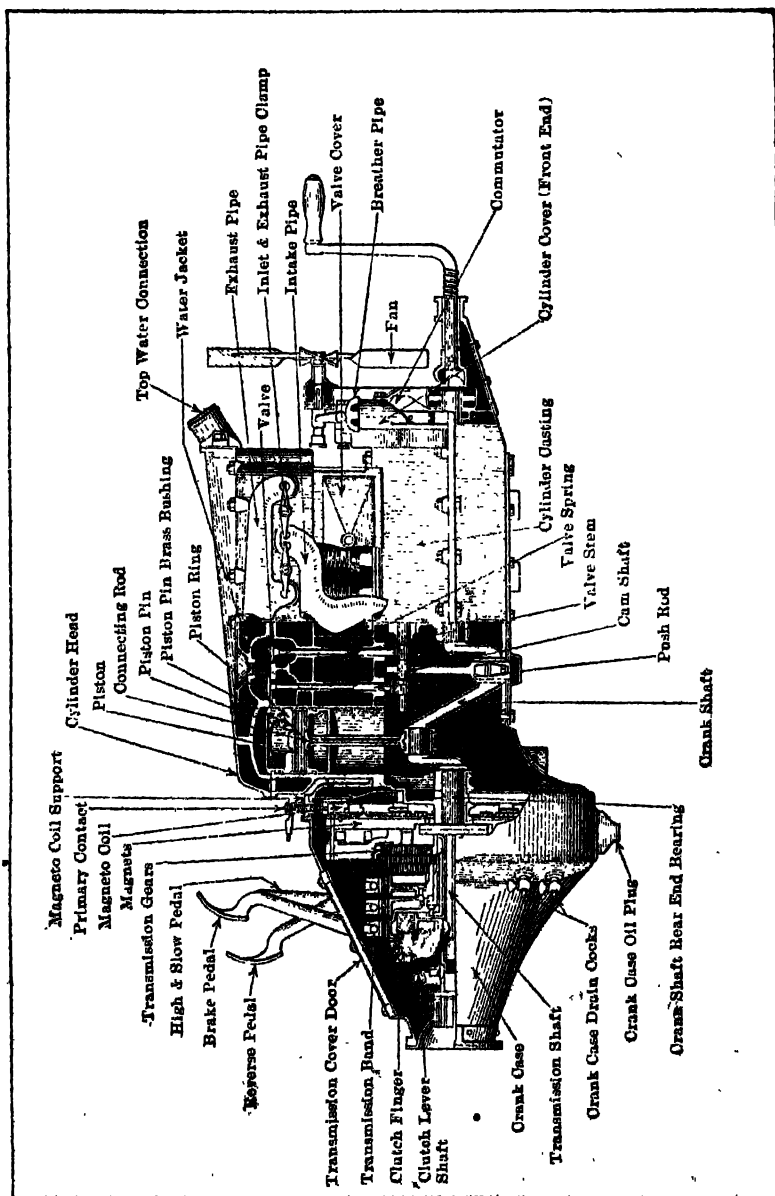 Magneto Coil Support
Primary Contact
Magneto Coil
Magnets
Transmission Gears
High & Slow Pedal
Brake Pedal
Reverse Pedal
Transmission Cover Door
Transmission Band
Clutch Finger
Clutch Lever
Shaft
Cylinder Head
Piston
Connecting Rod
Piston Pin
Piston Pin Brass Bushing
Piston Ring
Top Water Connection
Water Jacket
Exhaust Pipe
Valve
Inlet & Exhaust Pipe Clamp
Intake Pipe
Valve Cover
Breather Pipe
Fan
Commutator
Cylinder Cover (Front End)
Cylinder Casting
Valve Spring
Valve Stem
Cam Shaft
Push Rod
Crank Shaft
Crank Case
Transmission Shaft
Crank Case Drain Cocks
Crank Case Oil Plug
Crank Shaft Rear End Bearing